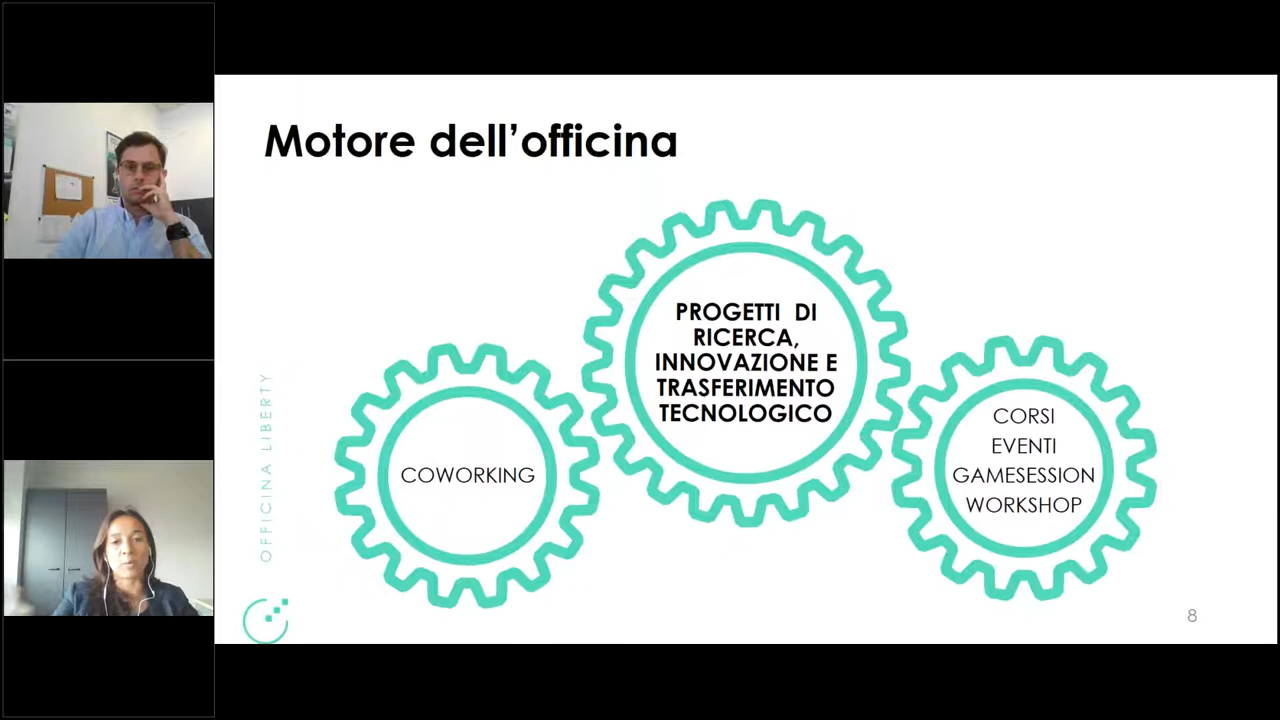 Motore dell'officina
PROGETTI DI
RICERCA,
INNOVAZIONE E
TRASFERIMENTO
TECNOLOGICO
COWORKING
CORSI
EVENTI
GAMESESSION
WORKSHOP
OFFICINA LIBERTY
8